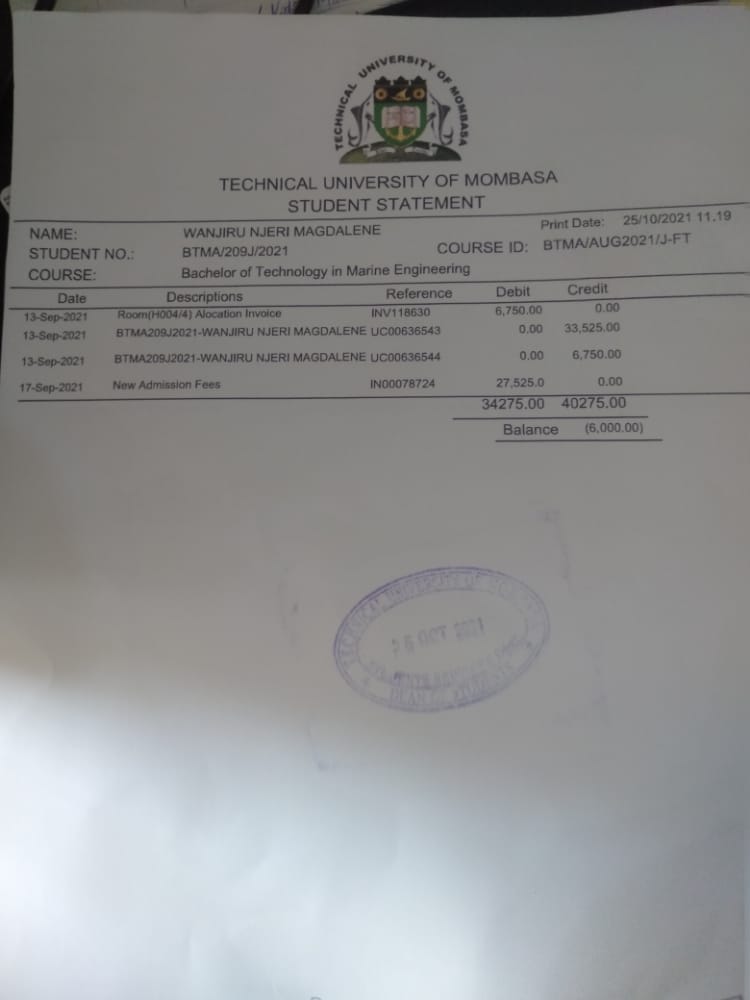 TECHNICAL UNIVERSITY OF MOMBASA
TECHNICAL UNIVERSITY OF MOMBASA
STUDENT STATEMENT
Print Date: 25/10/2021 11.19
NAME: WANJIRU NJERI MAGDALENE
STUDENT NO.: BTMA/209J/2021 COURSE ID: BTMA/AUG2021/J-FT
COURSE: Bachelor of Technology in Marine Engineering
Date Descriptions Reference Debit Credit
13-Sep-2021 Room(H004/4) Alocation Invoice INV118630 6,750.00 0.00
13-Sep-2021 BTMA209J2021-WANJIRU NJERI MAGDALENE UC00636543 0.00 33,525.00
13-Sep-2021 BTMA209J2021-WANJIRU NJERI MAGDALENE UC00636544 0.00 6,750.00
17-Sep-2021 New Admission Fees IN00078724 27,525.0 0.00
34275.00 40275.00
Balance (6,000.00)
TECHNICAL UNIVERSITY OF
OCT 2021
DEAN STUDENTS